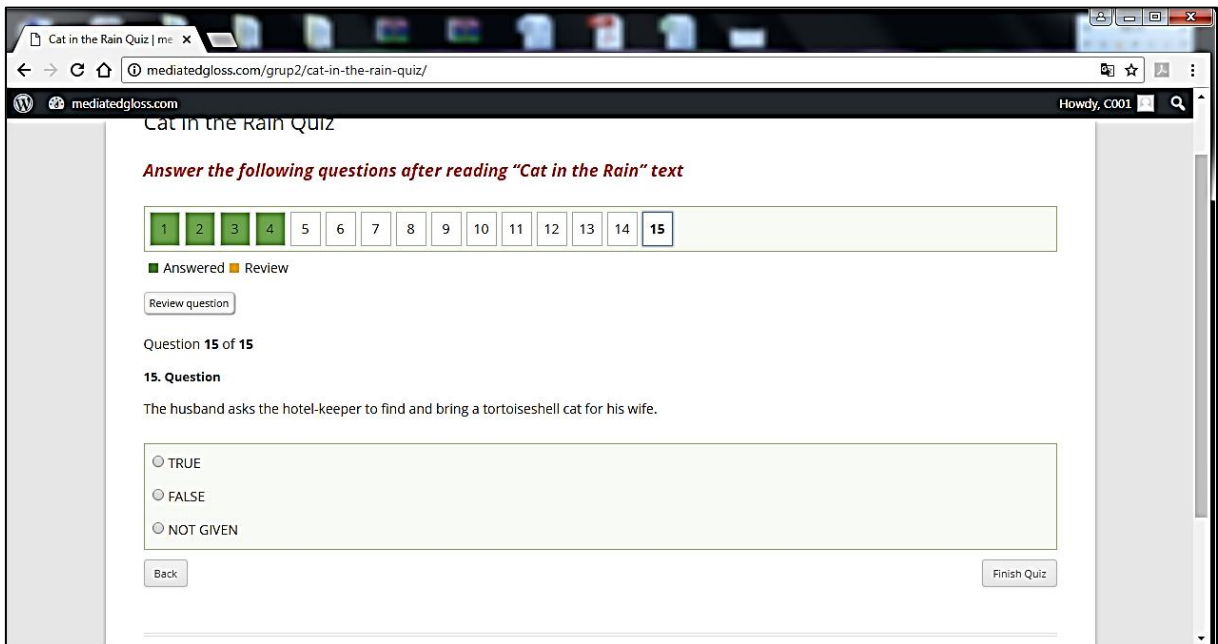 Cat in the Rain Quiz | me
mediatedgloss.com/grup2/cat-in-the-rain-quiz/
mediatedgloss.com
Howdy, C001
Cat in the Rain Quiz
Answer the following questions after reading “Cat in the Rain” text
1 2 3 4 5 6 7 8 9 10 11 12 13 14 15
Answered Review
Review question
Question 15 of 15
15. Question
The husband asks the hotel-keeper to find and bring a tortoiseshell cat for his wife.
TRUE
FALSE
NOT GIVEN
Back
Finish Quiz